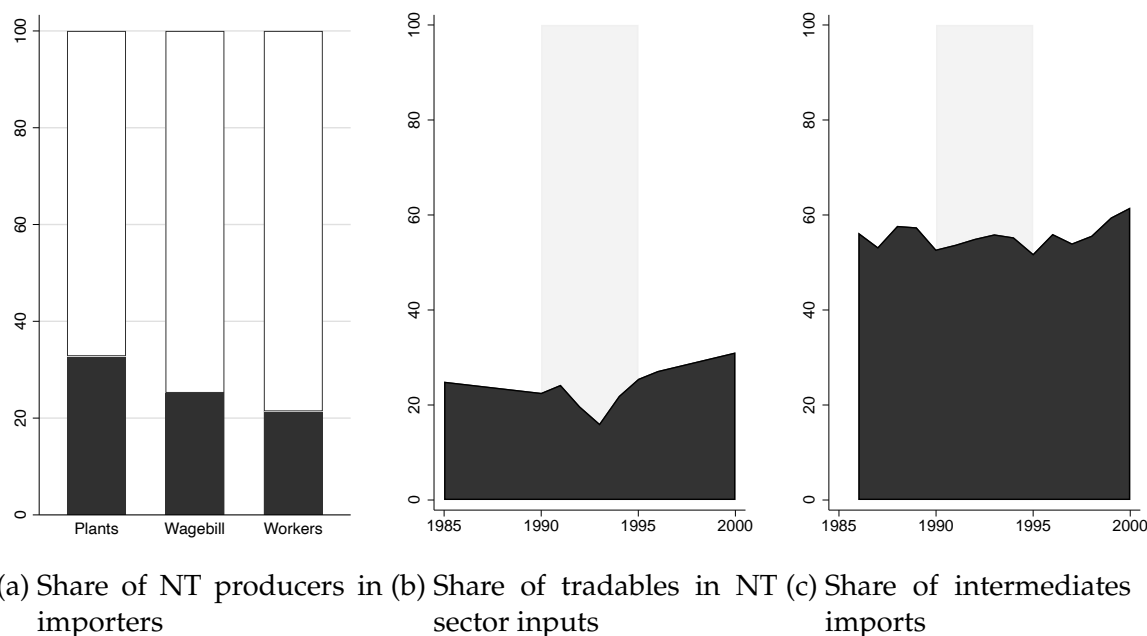 100
80
60
40
20
0
Plants Wagebill Workers
100
80
60
40
20
0
1985 1990 1995 2000
100
80
60
40
20
0
1985 1990 1995 2000
(a) Share of NT producers in
importers
(b) Share of tradables in NT
sector inputs
(c) Share of intermediates
imports